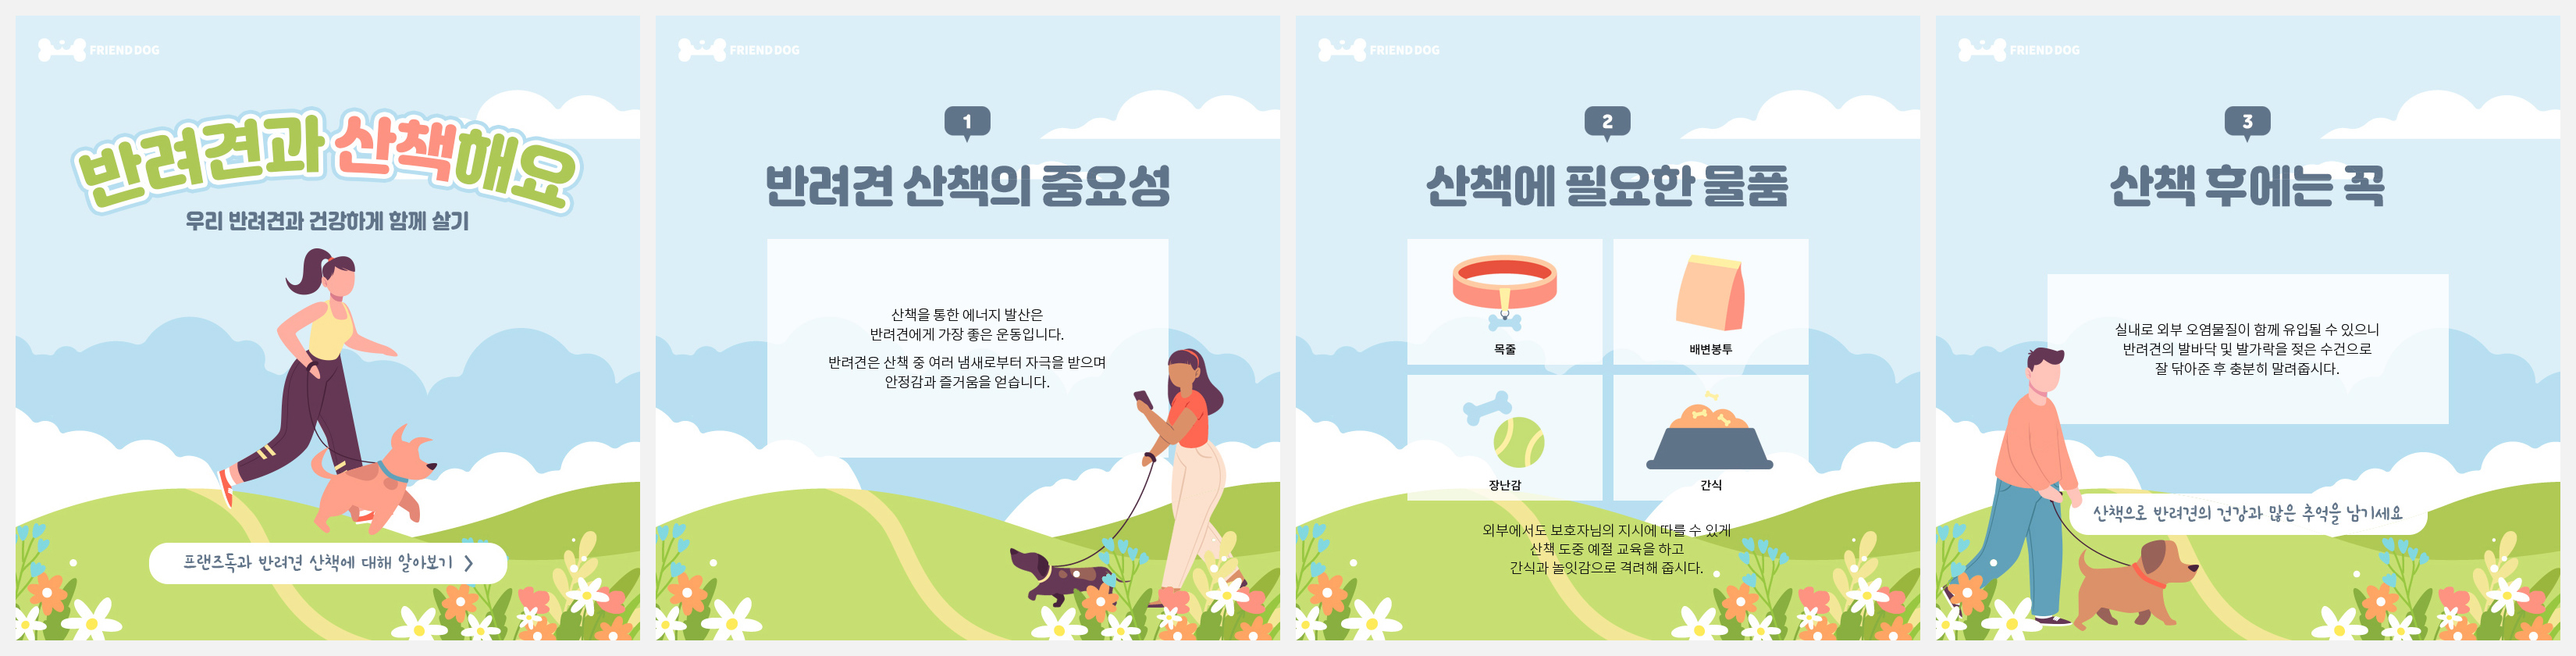 FRIEND DOG
반려견과 산책해요
우리 반려견과 건강하게 함께 살기
프랜즈독과 반려견 산책에 대해 알아보기 >
FRIEND DOG
1
반려견 산책의 중요성
산책을 통한 에너지 발산은
반려견에게 가장 좋은 운동입니다.
반려견은 산책 중 여러 냄새로부터 자극을 받으며
안정감과 즐거움을 얻습니다.
FRIEND DOG
2
산책에 필요한 물품
목줄
배변봉투
장난감
간식
외부에서도 보호자님의 지시에 따를 수 있게
산책 도중 예절 교육을 하고
간식과 놀잇감으로 격려해 줍시다.
FRIEND DOG
3
산책 후에는 꼭
실내로 외부 오염물질이 함께 유입될 수 있으니
반려견의 발바닥 및 발가락을 젖은 수건으로
잘 닦아준 후 충분히 말려줍시다.
산책으로 반려견의 건강과 많은 추억을 남기세요